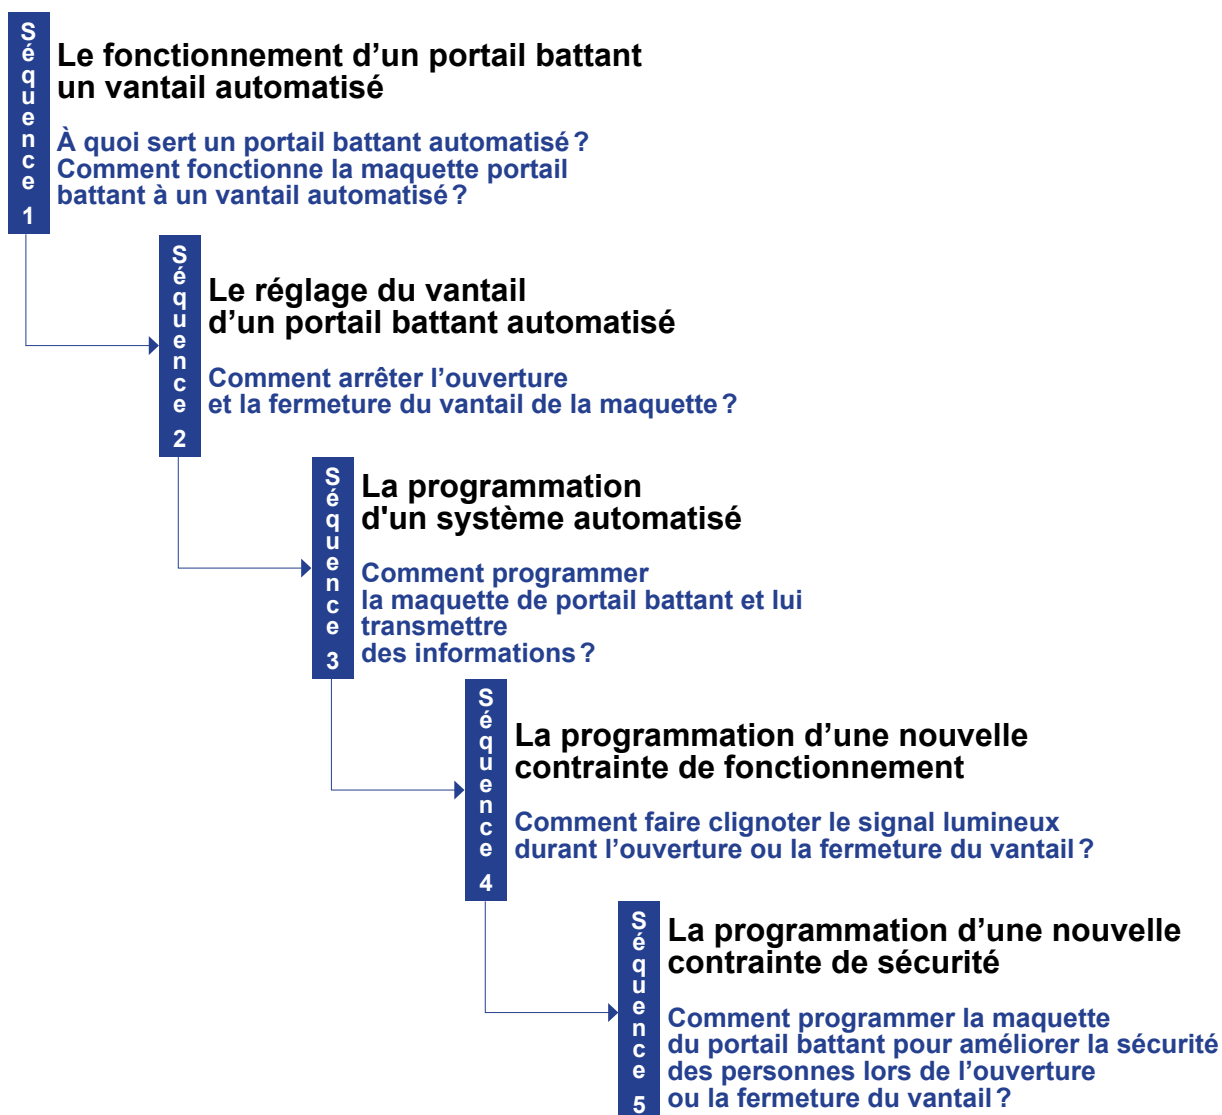 Séquence 1
Le fonctionnement d’un portail battant
un vantail automatisé
À quoi sert un portail battant automatisé ?
Comment fonctionne la maquette portail
battant à un vantail automatisé ?
Séquence 2
Le réglage du vantail
d’un portail battant automatisé
Comment arrêter l’ouverture
et la fermeture du vantail de la maquette ?
Séquence 3
La programmation
d'un système automatisé
Comment programmer
la maquette de portail battant et lui
transmettre
des informations ?
Séquence 4
La programmation d’une nouvelle
contrainte de fonctionnement
Comment faire clignoter le signal lumineux
durant l’ouverture ou la fermeture du vantail ?
Séquence 5
La programmation d’une nouvelle
contrainte de sécurité
Comment programmer la maquette
du portail battant pour améliorer la sécurité
des personnes lors de l’ouverture
ou la fermeture du vantail ?